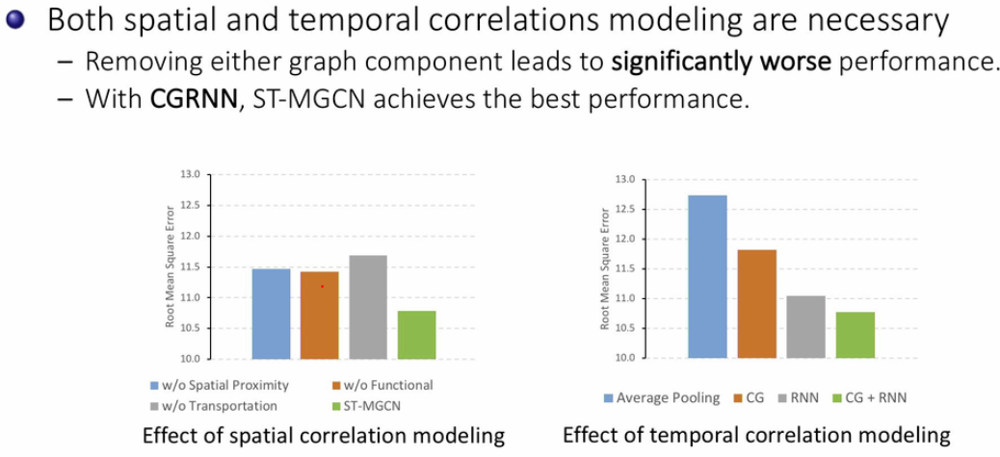 Both spatial and temporal correlations modeling are necessary
– Removing either graph component leads to significantly worse performance.
– With CGRNN, ST-MGCN achieves the best performance.
Root Mean Square Error
13.0
12.5
12.0
11.5
11.0
10.5
10.0
w/o Spatial Proximity
w/o Functional
w/o Transportation
ST-MGCN
Effect of spatial correlation modeling
Root Mean Square Error
13.0
12.5
12.0
11.5
11.0
10.5
10.0
Average Pooling
CG
RNN
CG + RNN
Effect of temporal correlation modeling